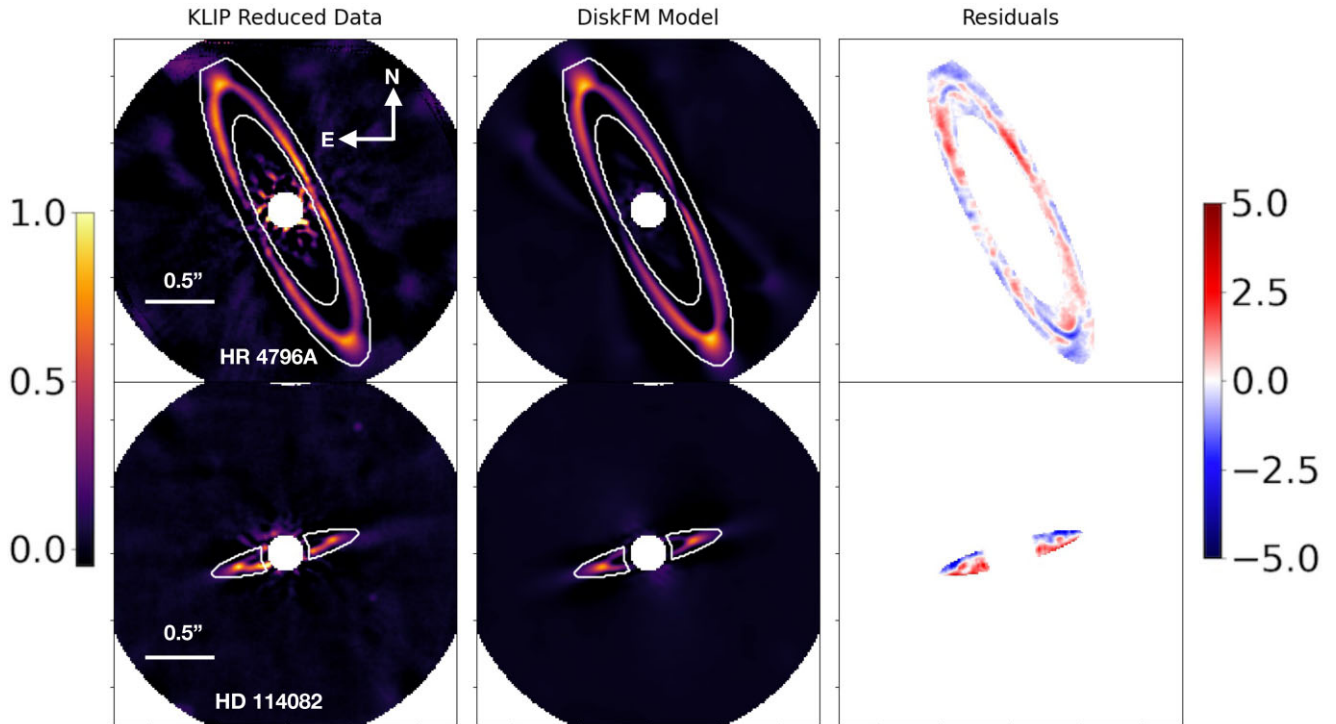 KLIP Reduced Data
DiskFM Model
Residuals
N
E
0.5”
HR 4796A
1.0
0.5
0.0
5.0
2.5
0.0
−2.5
−5.0
0.5”
HD 114082